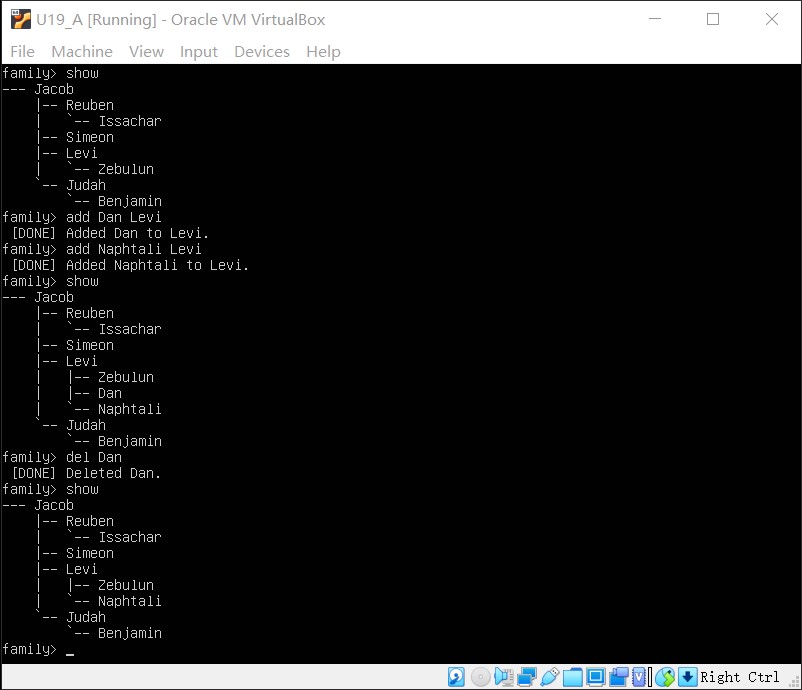 U19_A [Running] - Oracle VM VirtualBox
File Machine View Input Devices Help
family> show
--- Jacob
    |-- Reuben
    |   `-- Issachar
    |-- Simeon
    |-- Levi
    |   `-- Zebulun
    `-- Judah
        `-- Benjamin
family> add Dan Levi
 [DONE] Added Dan to Levi.
family> add Naphtali Levi
 [DONE] Added Naphtali to Levi.
family> show
--- Jacob
    |-- Reuben
    |   `-- Issachar
    |-- Simeon
    |-- Levi
    |   |-- Zebulun
    |   |-- Dan
    |   `-- Naphtali
    `-- Judah
        `-- Benjamin
family> del Dan
 [DONE] Deleted Dan.
family> show
--- Jacob
    |-- Reuben
    |   `-- Issachar
    |-- Simeon
    |-- Levi
    |   |-- Zebulun
    |   `-- Naphtali
    `-- Judah
        `-- Benjamin
family> _
Right Ctrl